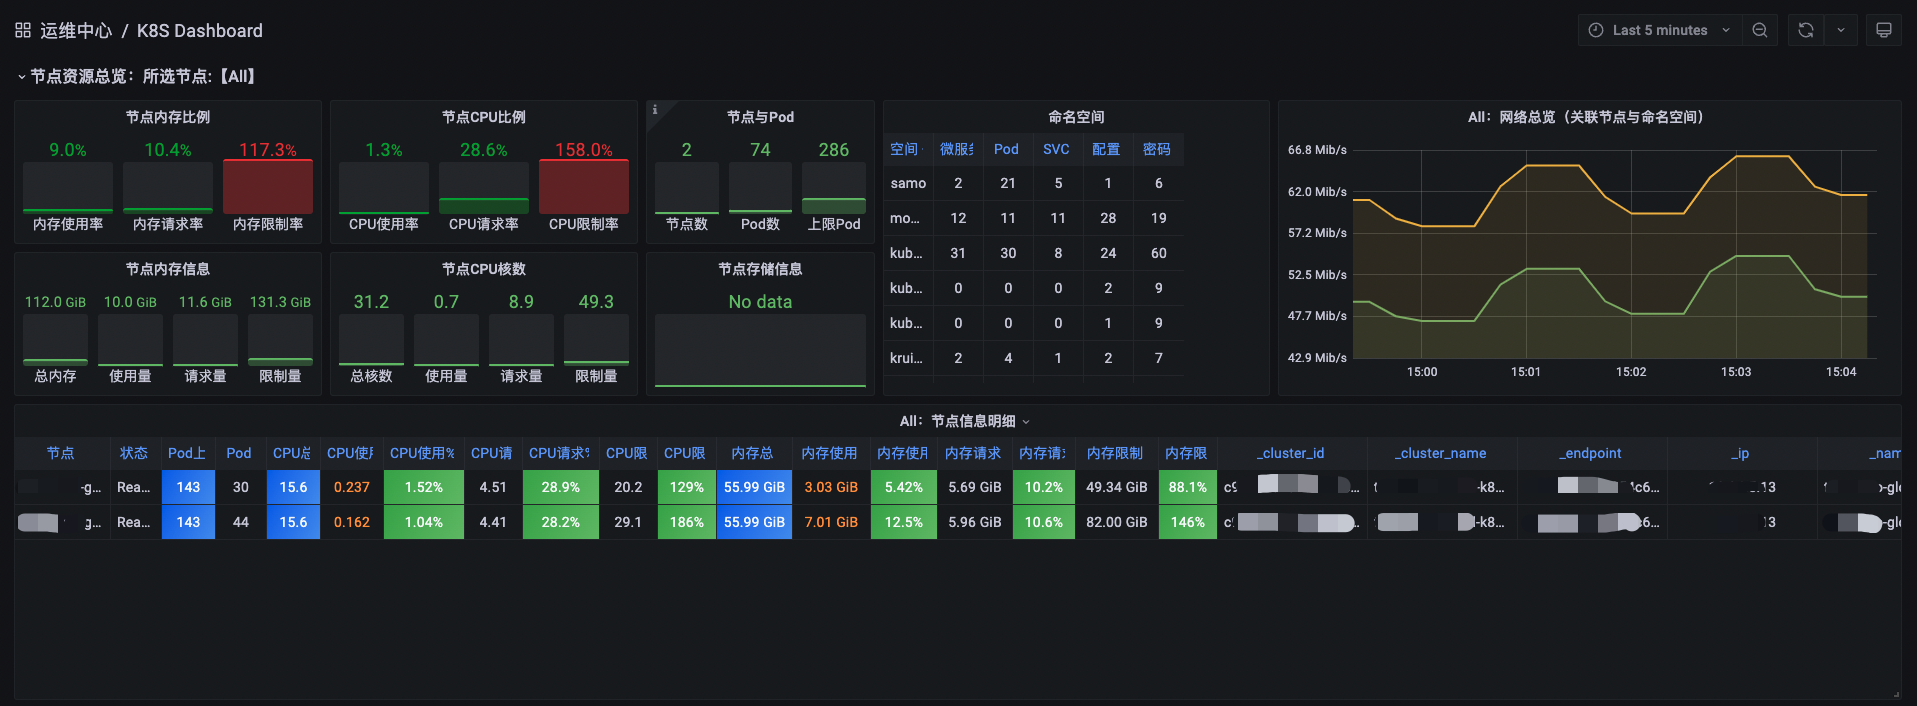 运维中心 / K8S Dashboard
Last 5 minutes
节点资源总览：所选节点:【All】
节点内存比例
9.0% 10.4% 117.3%
内存使用率 内存请求率 内存限制率
节点CPU比例
1.3% 28.6% 158.0%
CPU使用率 CPU请求率 CPU限制率
节点与Pod
2 74 286
节点数 Pod数 上限Pod
节点内存信息
112.0 GiB 10.0 GiB 11.6 GiB 131.3 GiB
总内存 使用量 请求量 限制量
节点CPU核数
31.2 0.7 8.9 49.3
总核数 使用量 请求量 限制量
节点存储信息
No data
命名空间
空间 微服务 Pod SVC 配置 密码
samo 2 21 5 1 6
mo... 12 11 11 28 19
kub... 31 30 8 24 60
kub... 0 0 0 2 9
kub... 0 0 0 1 9
krui... 2 4 1 2 7
All：网络总览（关联节点与命名空间）
66.8 Mib/s
62.0 Mib/s
57.2 Mib/s
52.5 Mib/s
47.7 Mib/s
42.9 Mib/s
15:00 15:01 15:02 15:03 15:04
All：节点信息明细
节点 状态 Pod上 Pod CPU总 CPU使用 CPU使用% CPU请 CPU请求% CPU限 CPU限 内存总 内存使用 内存使用 内存请求 内存请求 内存限制 内存限 _cluster_id _cluster_name _endpoint _ip _nam
-g... Rea... 143 30 15.6 0.237 1.52% 4.51 28.9% 20.2 129% 55.99 GiB 3.03 GiB 5.42% 5.69 GiB 10.2% 49.34 GiB 88.1% -k8... c6... .13 -gl
g... Rea... 143 44 15.6 0.162 1.04% 4.41 28.2% 29.1 186% 55.99 GiB 7.01 GiB 12.5% 5.96 GiB 10.6% 82.00 GiB 146% -k8... 6... 13 -gl